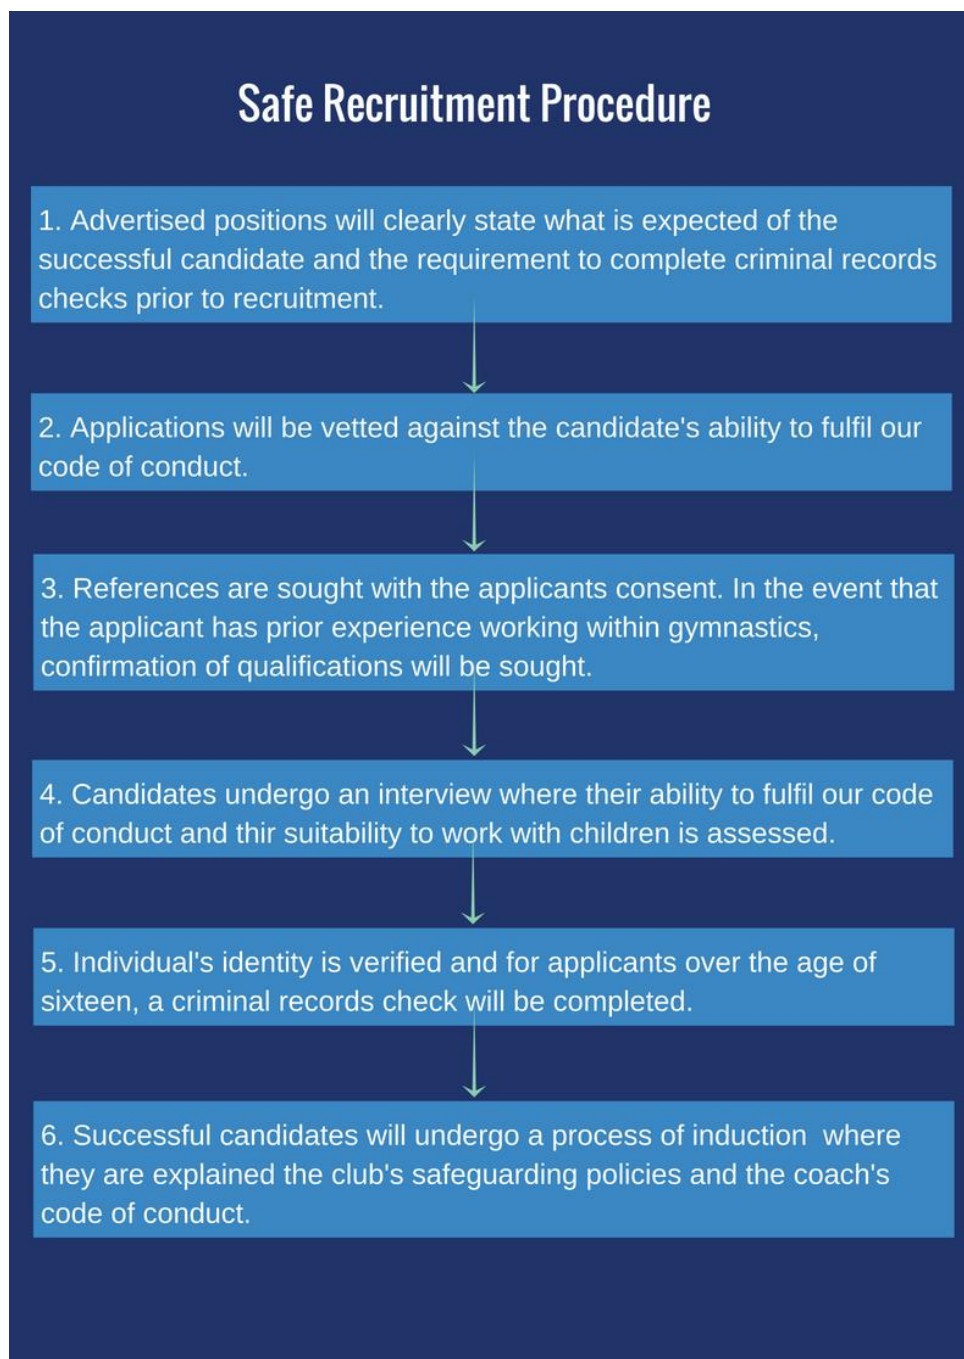 Safe Recruitment Procedure
1. Advertised positions will clearly state what is expected of the
successful candidate and the requirement to complete criminal records
checks prior to recruitment.
2. Applications will be vetted against the candidate's ability to fulfil our
code of conduct.
3. References are sought with the applicants consent. In the event that
the applicant has prior experience working within gymnastics,
confirmation of qualifications will be sought.
4. Candidates undergo an interview where their ability to fulfil our code
of conduct and thir suitability to work with children is assessed.
5. Individual's identity is verified and for applicants over the age of
sixteen, a criminal records check will be completed.
6. Successful candidates will undergo a process of induction  where
they are explained the club's safeguarding policies and the coach's
code of conduct.